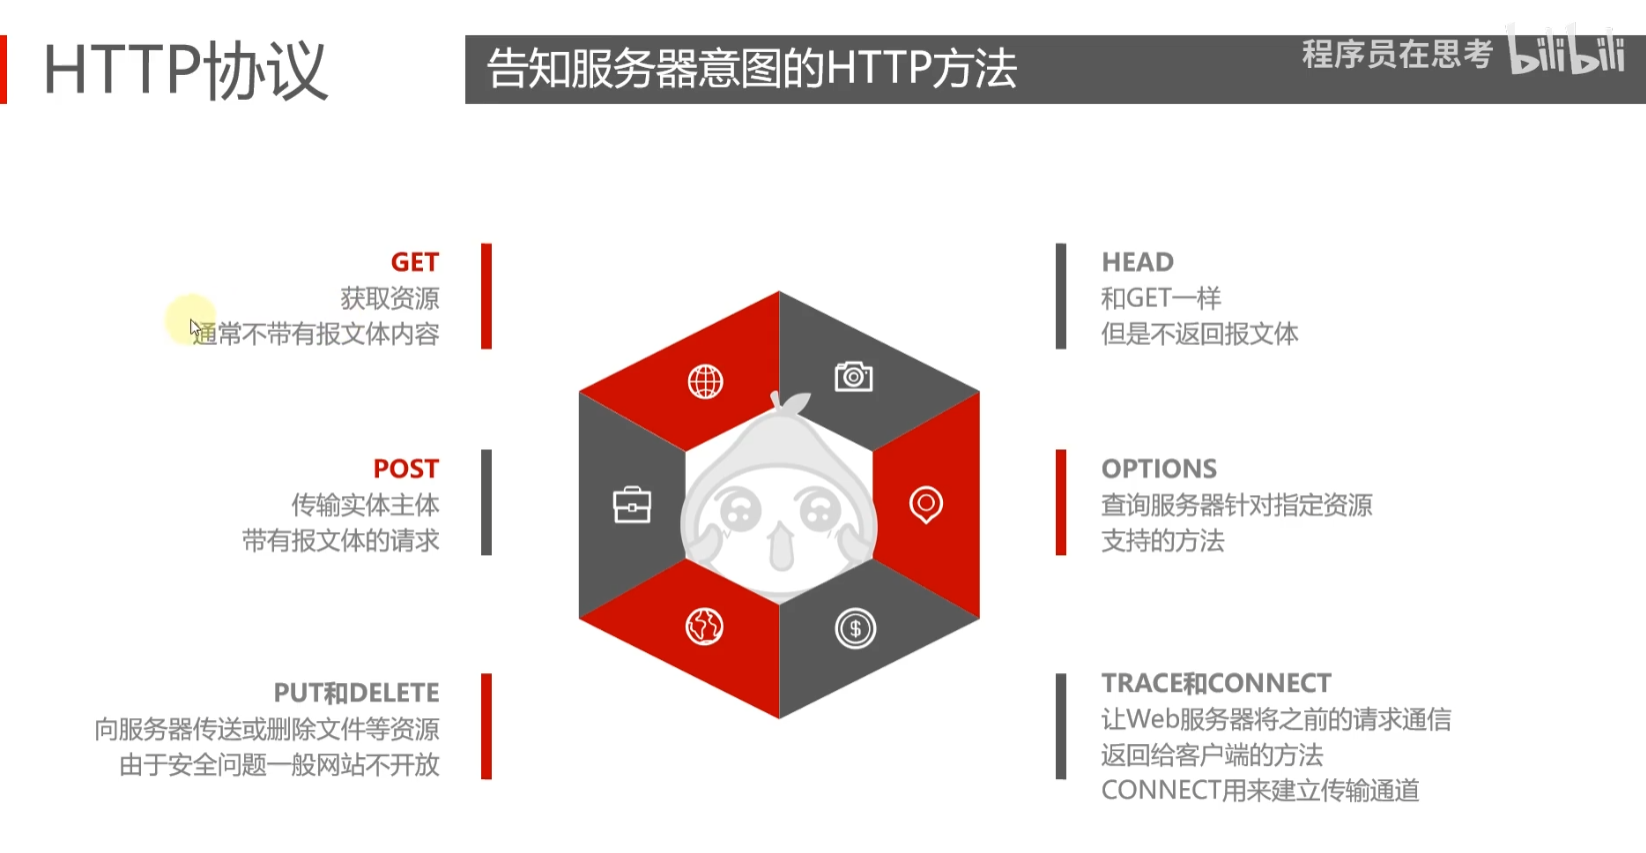 HTTP协议
告知服务器意图的HTTP方法
程序员在思考 bilibili
GET
获取资源
通常不带有报文体内容
POST
传输实体主体
带有报文体的请求
PUT和DELETE
向服务器传送或删除文件等资源
由于安全问题一般网站不开放
HEAD
和GET一样
但是不返回报文体
OPTIONS
查询服务器针对指定资源
支持的方法
TRACE和CONNECT
让Web服务器将之前的请求通信
返回给客户端的方法
CONNECT用来建立传输通道
$